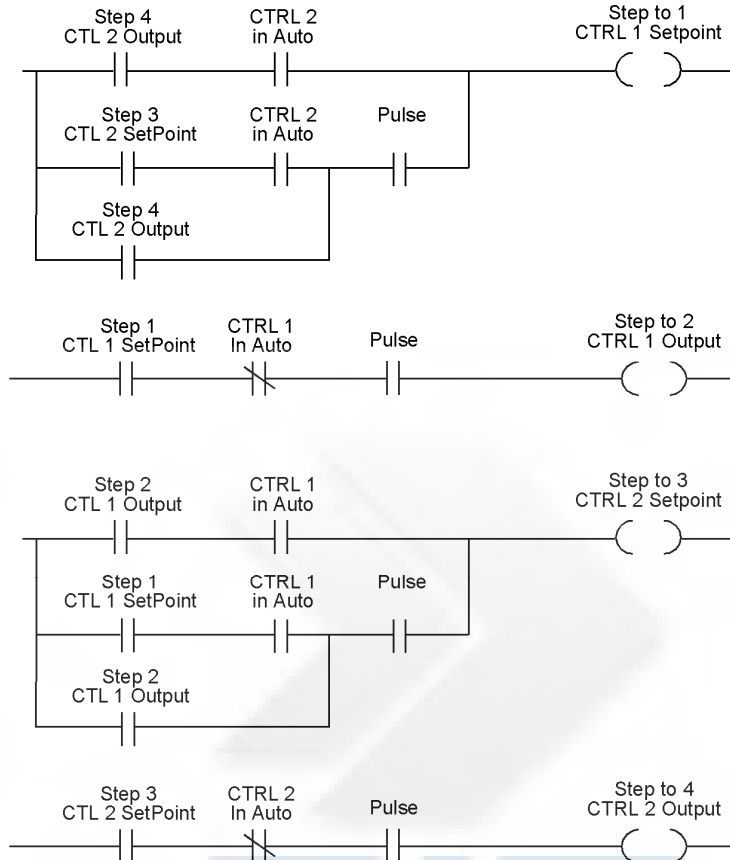 Step 4
CTL 2 Output
CTRL 2
in Auto
Step to 1
CTRL 1 Setpoint
Step 3
CTL 2 SetPoint
CTRL 2
in Auto
Pulse
Step 4
CTL 2 Output
Step 1
CTL 1 SetPoint
CTRL 1
In Auto
Pulse
Step to 2
CTRL 1 Output
Step 2
CTL 1 Output
CTRL 1
in Auto
Step to 3
CTRL 2 Setpoint
Step 1
CTL 1 SetPoint
CTRL 1
in Auto
Pulse
Step 2
CTL 1 Output
Step 3
CTL 2 SetPoint
CTRL 2
In Auto
Pulse
Step to 4
CTRL 2 Output